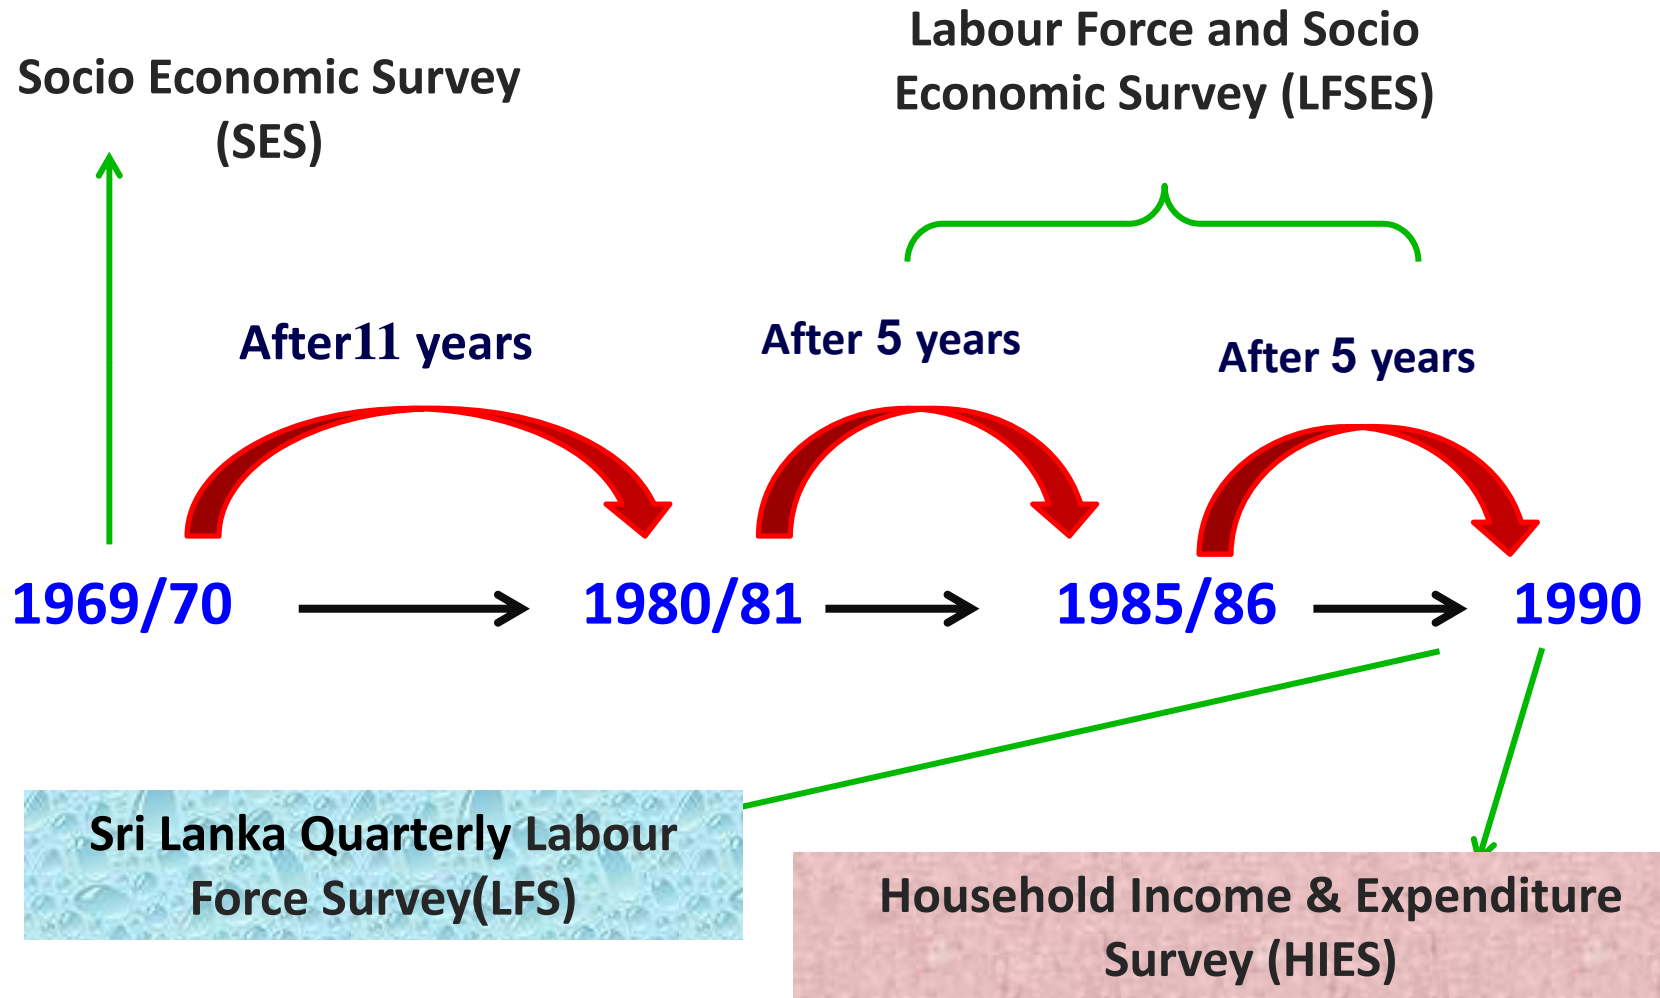 Socio Economic Survey
(SES)
Labour Force and Socio
Economic Survey (LFSES)
After11 years
After 5 years
After 5 years
1969/70
1980/81
1985/86
1990
Sri Lanka Quarterly Labour
Force Survey(LFS)
Household Income & Expenditure
Survey (HIES)